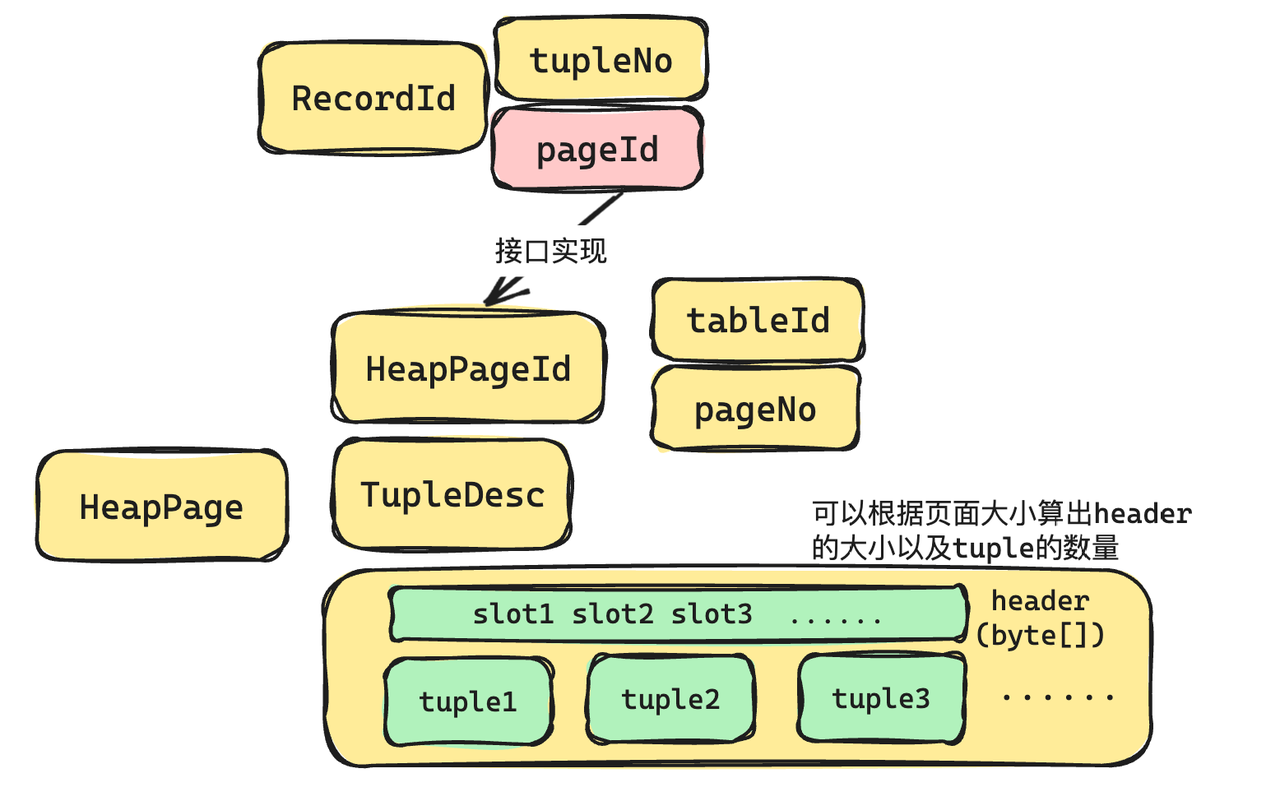 RecordId
tupleNo
pageId
接口实现
HeapPageId
tableId
pageNo
HeapPage
TupleDesc
可以根据页面大小算出header
的大小以及tuple的数量
slot1 slot2 slot3 ......
header
(byte[])
tuple1
tuple2
tuple3
......